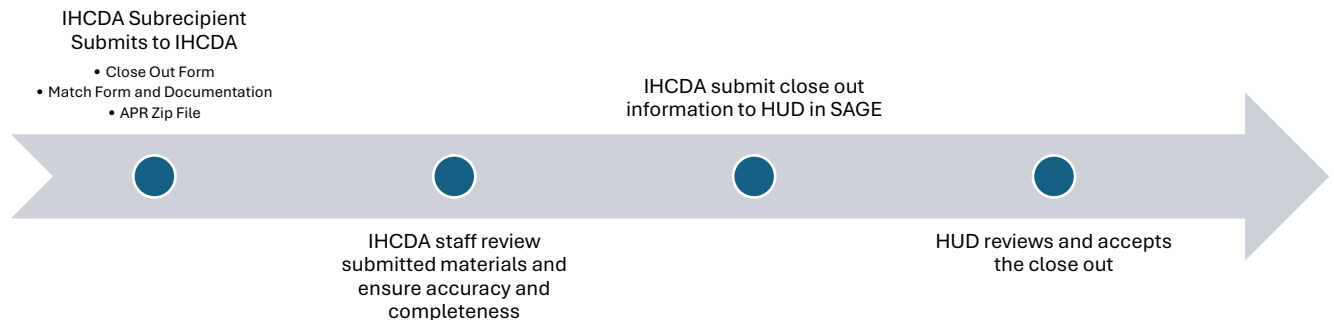 IHCDA Subrecipient
Submits to IHCDA
• Close Out Form
• Match Form and Documentation
• APR Zip File
IHCDA staff review
submitted materials and
ensure accuracy and
completeness
IHCDA submit close out
information to HUD in SAGE
HUD reviews and accepts
the close out